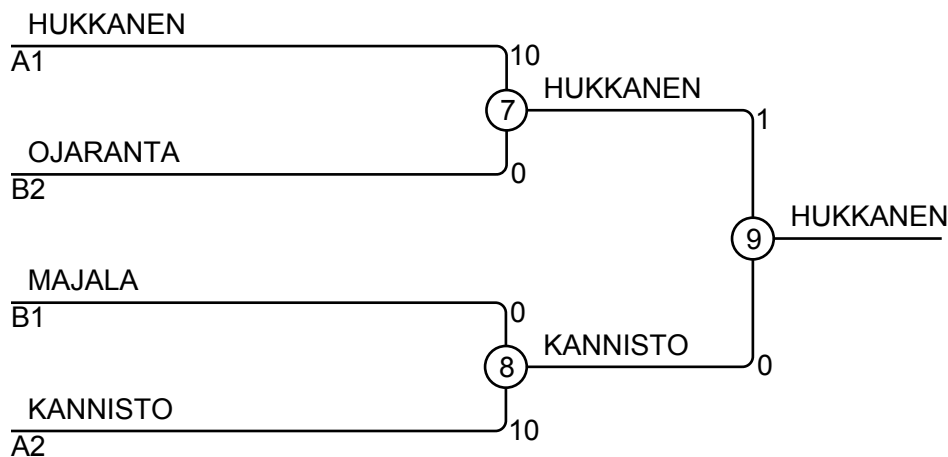 HUKKANEN
A1
10
7
HUKKANEN
1
OJARANTA
B2
0
9
HUKKANEN
MAJALA
B1
0
8
KANNISTO
0
KANNISTO
A2
10